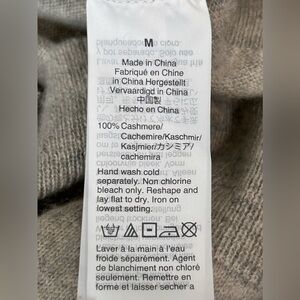 M
Made in China
Fabriqué en Chine
in China Hergestellt
Vervaardigd in China
中国製
Hecho en China
100% Cashmere/
Cachemire/Kaschmir/
Kasjmier/カシミア/
cachemira
Hand wash cold
separately. Non chlorine
bleach only. Reshape and
lay flat to dry. Iron on
lowest setting.
Laver à la main à l'eau
froide séparément. Agent
de blanchiment non chloré
seulement. Remettre en
forme et laisser secher a